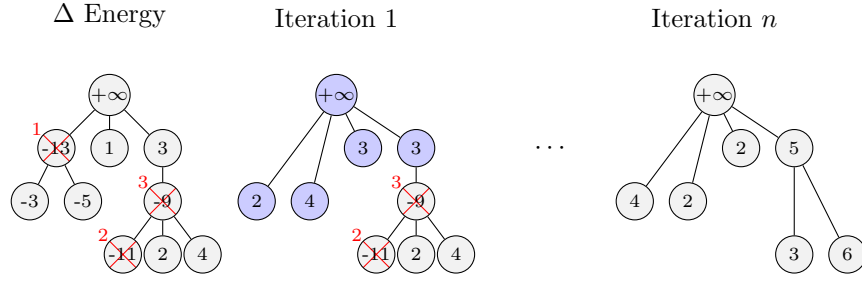 Δ Energy Iteration 1 Iteration n
+∞ +∞ +∞
1 -13 1 3 3 3 ... 2 5
-3 -5 3 -9 2 4 3 -9 4 2
2 -11 2 4 2 -11 2 4 3 6